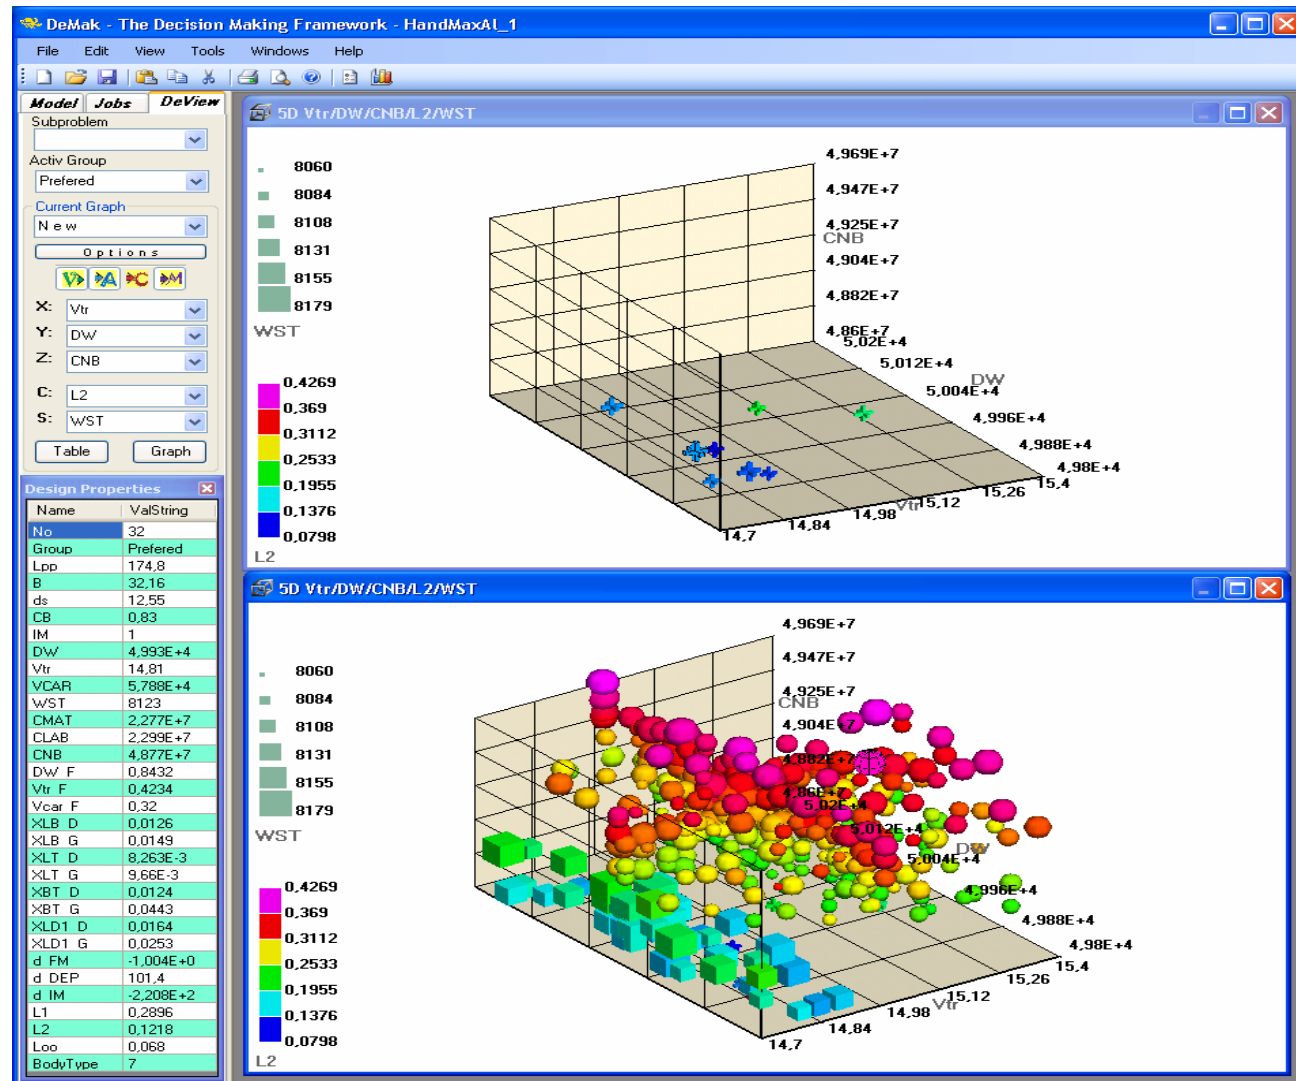 DeMak - The Decision Making Framework - HandMaxAl_1
File Edit View Tools Windows Help
Model Jobs DeView
Subproblem
Activ Group
Prefered
Current Graph
New
Options
V A C M
X: Vtr
Y: DW
Z: CNB
C: L2
S: WST
Table Graph
Design Properties
Name ValString
No 32
Group Prefered
Lpp 174,8
B 32,16
ds 12,55
CB 0,83
IM 1
DW 4,993E+4
Vtr 14,81
VCAR 5,788E+4
WST 8123
CMAT 2,277E+7
CLAB 2,299E+7
CNB 4,877E+7
DW F 0,8432
Vtr F 0,4234
Vcar F 0,32
XLB D 0,0126
XLB G 0,0149
XLT D 8,263E-3
XLT G 9,66E-3
XBT D 0,0124
XBT G 0,0443
XLD1 D 0,0164
XLD1 G 0,0253
d FM -1,004E+0
d DEP 101,4
d IM -2,208E+2
L1 0,2896
L2 0,1218
Loo 0,068
BodyType 7
5D Vtr/DW/CNB/L2/WST
8060
8084
8108
8131
8155
8179
WST
0,4269
0,369
0,3112
0,2533
0,1955
0,1376
0,0798
L2
4,969E+7
4,947E+7
4,925E+7
CNB
4,904E+7
4,882E+7
4,86E+7
5,02E+4
5,012E+4
DW
5,004E+4
4,996E+4
4,988E+4
4,98E+4
15,4
15,26
15,12
Vtr
14,98
14,84
14,7
5D Vtr/DW/CNB/L2/WST
8060
8084
8108
8131
8155
8179
WST
0,4269
0,369
0,3112
0,2533
0,1955
0,1376
0,0798
L2
4,969E+7
4,947E+7
4,925E+7
CNB
4,904E+7
4,882E+7
4,86E+7
5,02E+4
5,012E+4
DW
5,004E+4
4,996E+4
4,988E+4
4,98E+4
15,4
15,26
15,12
Vtr
14,98
14,84
14,7